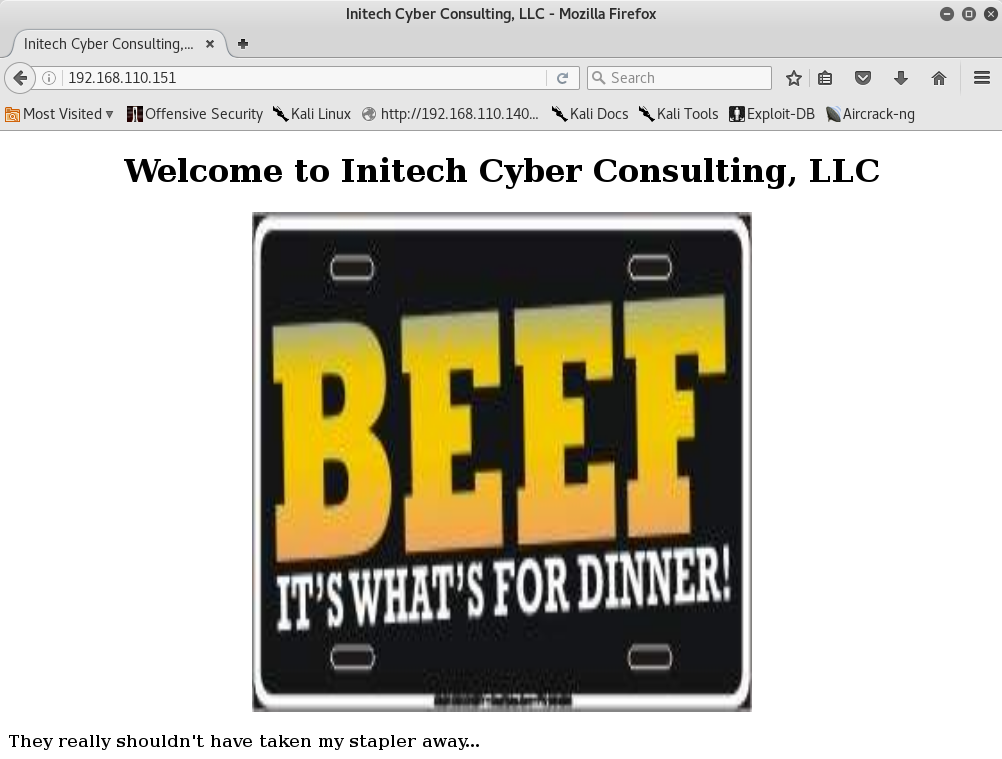 Initech Cyber Consulting, LLC - Mozilla Firefox
Initech Cyber Consulting,...
192.168.110.151
Search
Most Visited
Offensive Security
Kali Linux
http://192.168.110.140...
Kali Docs
Kali Tools
Exploit-DB
Aircrack-ng
Welcome to Initech Cyber Consulting, LLC
BEEF
IT'S WHAT'S FOR DINNER!
They really shouldn't have taken my stapler away...